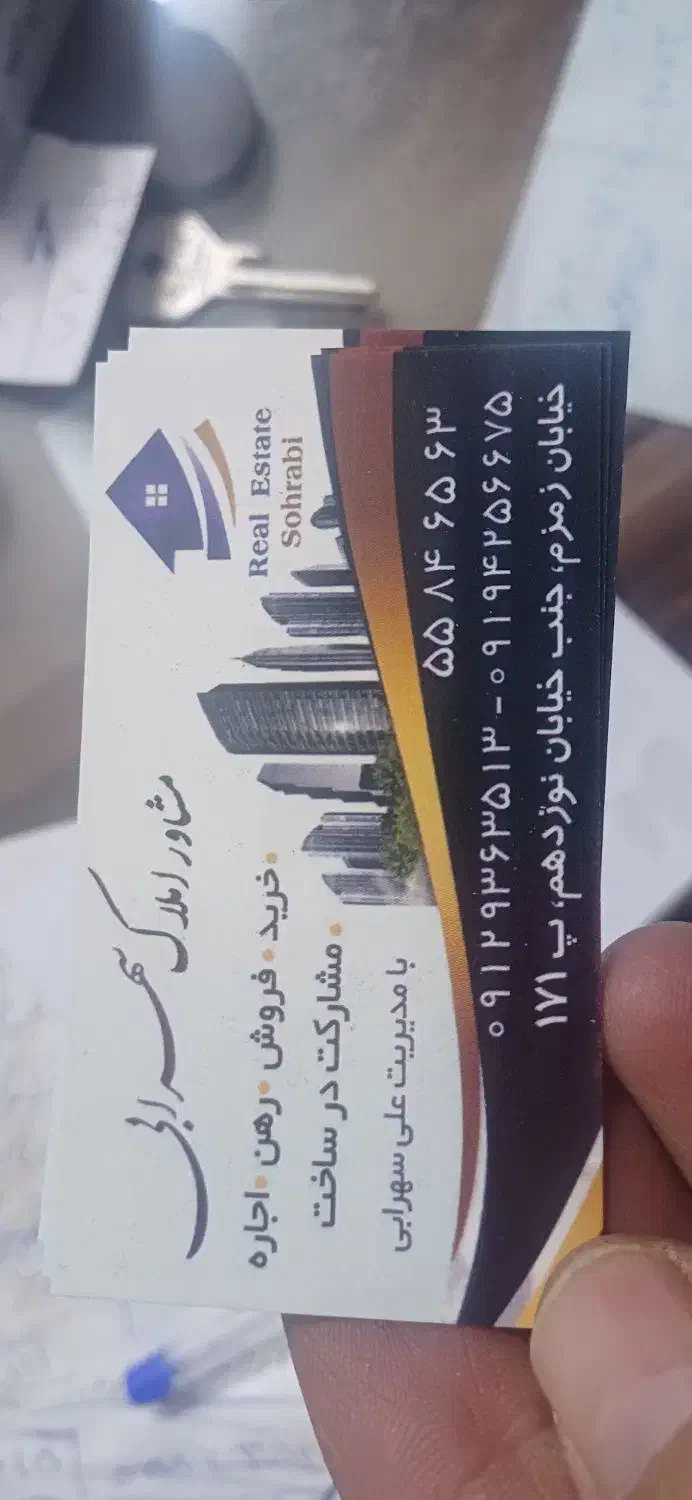 Real Estate
Sohrabi
مشاور املاک
سهرابی
خرید • فروش • رهن • اجاره
• مشارکت در ساخت
با مدیریت علی سهرابی
۵۵ ۸۴ ۶۵ ۶۳
۰۹۱۲۹۳۶۳۵۱۳ - ۰۹۱۹۴۲۵۶۶۷۵
خیابان زمزم، جنب خیابان نوزدهم، پ ۱۷۱